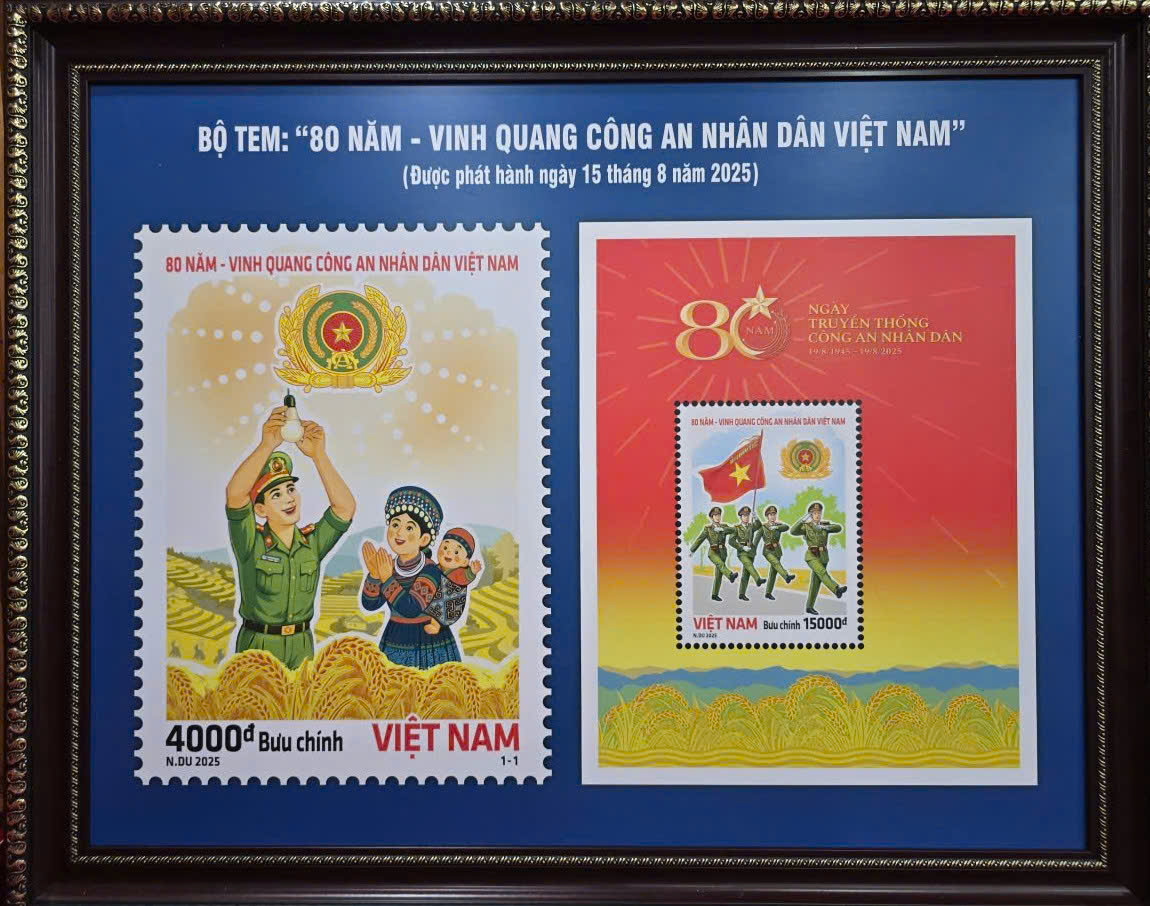 BỘ TEM: “80 NĂM - VINH QUANG CÔNG AN NHÂN DÂN VIỆT NAM”
(Được phát hành ngày 15 tháng 8 năm 2025)
80 NĂM - VINH QUANG CÔNG AN NHÂN DÂN VIỆT NAM
4000đ Bưu chính VIỆT NAM
N.DU 2025 1-1
80 NĂM
NGÀY
TRUYỀN THỐNG
CÔNG AN NHÂN DÂN
19/8/1945 - 19/8/2025
80 NĂM - VINH QUANG CÔNG AN NHÂN DÂN VIỆT NAM
VIỆT NAM Bưu chính 15000đ
N.DU 2025